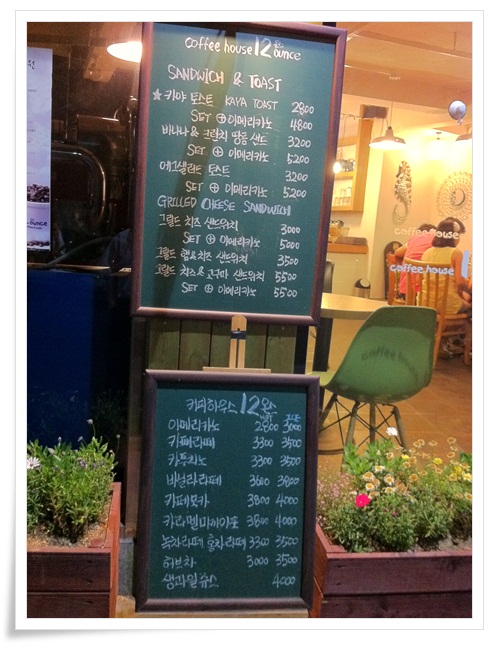 coffee house 12 온스 ounce
SANDWICH & TOAST
★ 카야 토스트 KAYA TOAST 2800
SET ⊕ 아메리카노 4800
바나나 & 크런치 땅콩 샌드 3200
SET ⊕ 아메리카노 5200
에그샐러드 토스트 3200
SET ⊕ 아메리카노 5200
GRILLED CHEESE SANDWICH
그릴드 치즈 샌드위치 3000
SET ⊕ 아메리카노 5000
그릴드 햄&치즈 샌드위치 3500
그릴드 치즈 & 고구마 샌드위치 5500
SET ⊕ 아메리카노 5500
커피하우스 12 온스
아메리카노 2800 3000
카페라떼 3300 3500
카푸치노 3300 3500
바닐라라떼 3600 3800
카페모카 3800 4000
카라멜마끼아또 3800 4000
녹차라떼 홍차라떼 3300 3500
허브차 3000 3500
생과일쥬스 4000
coffee house
coffee house
ounce